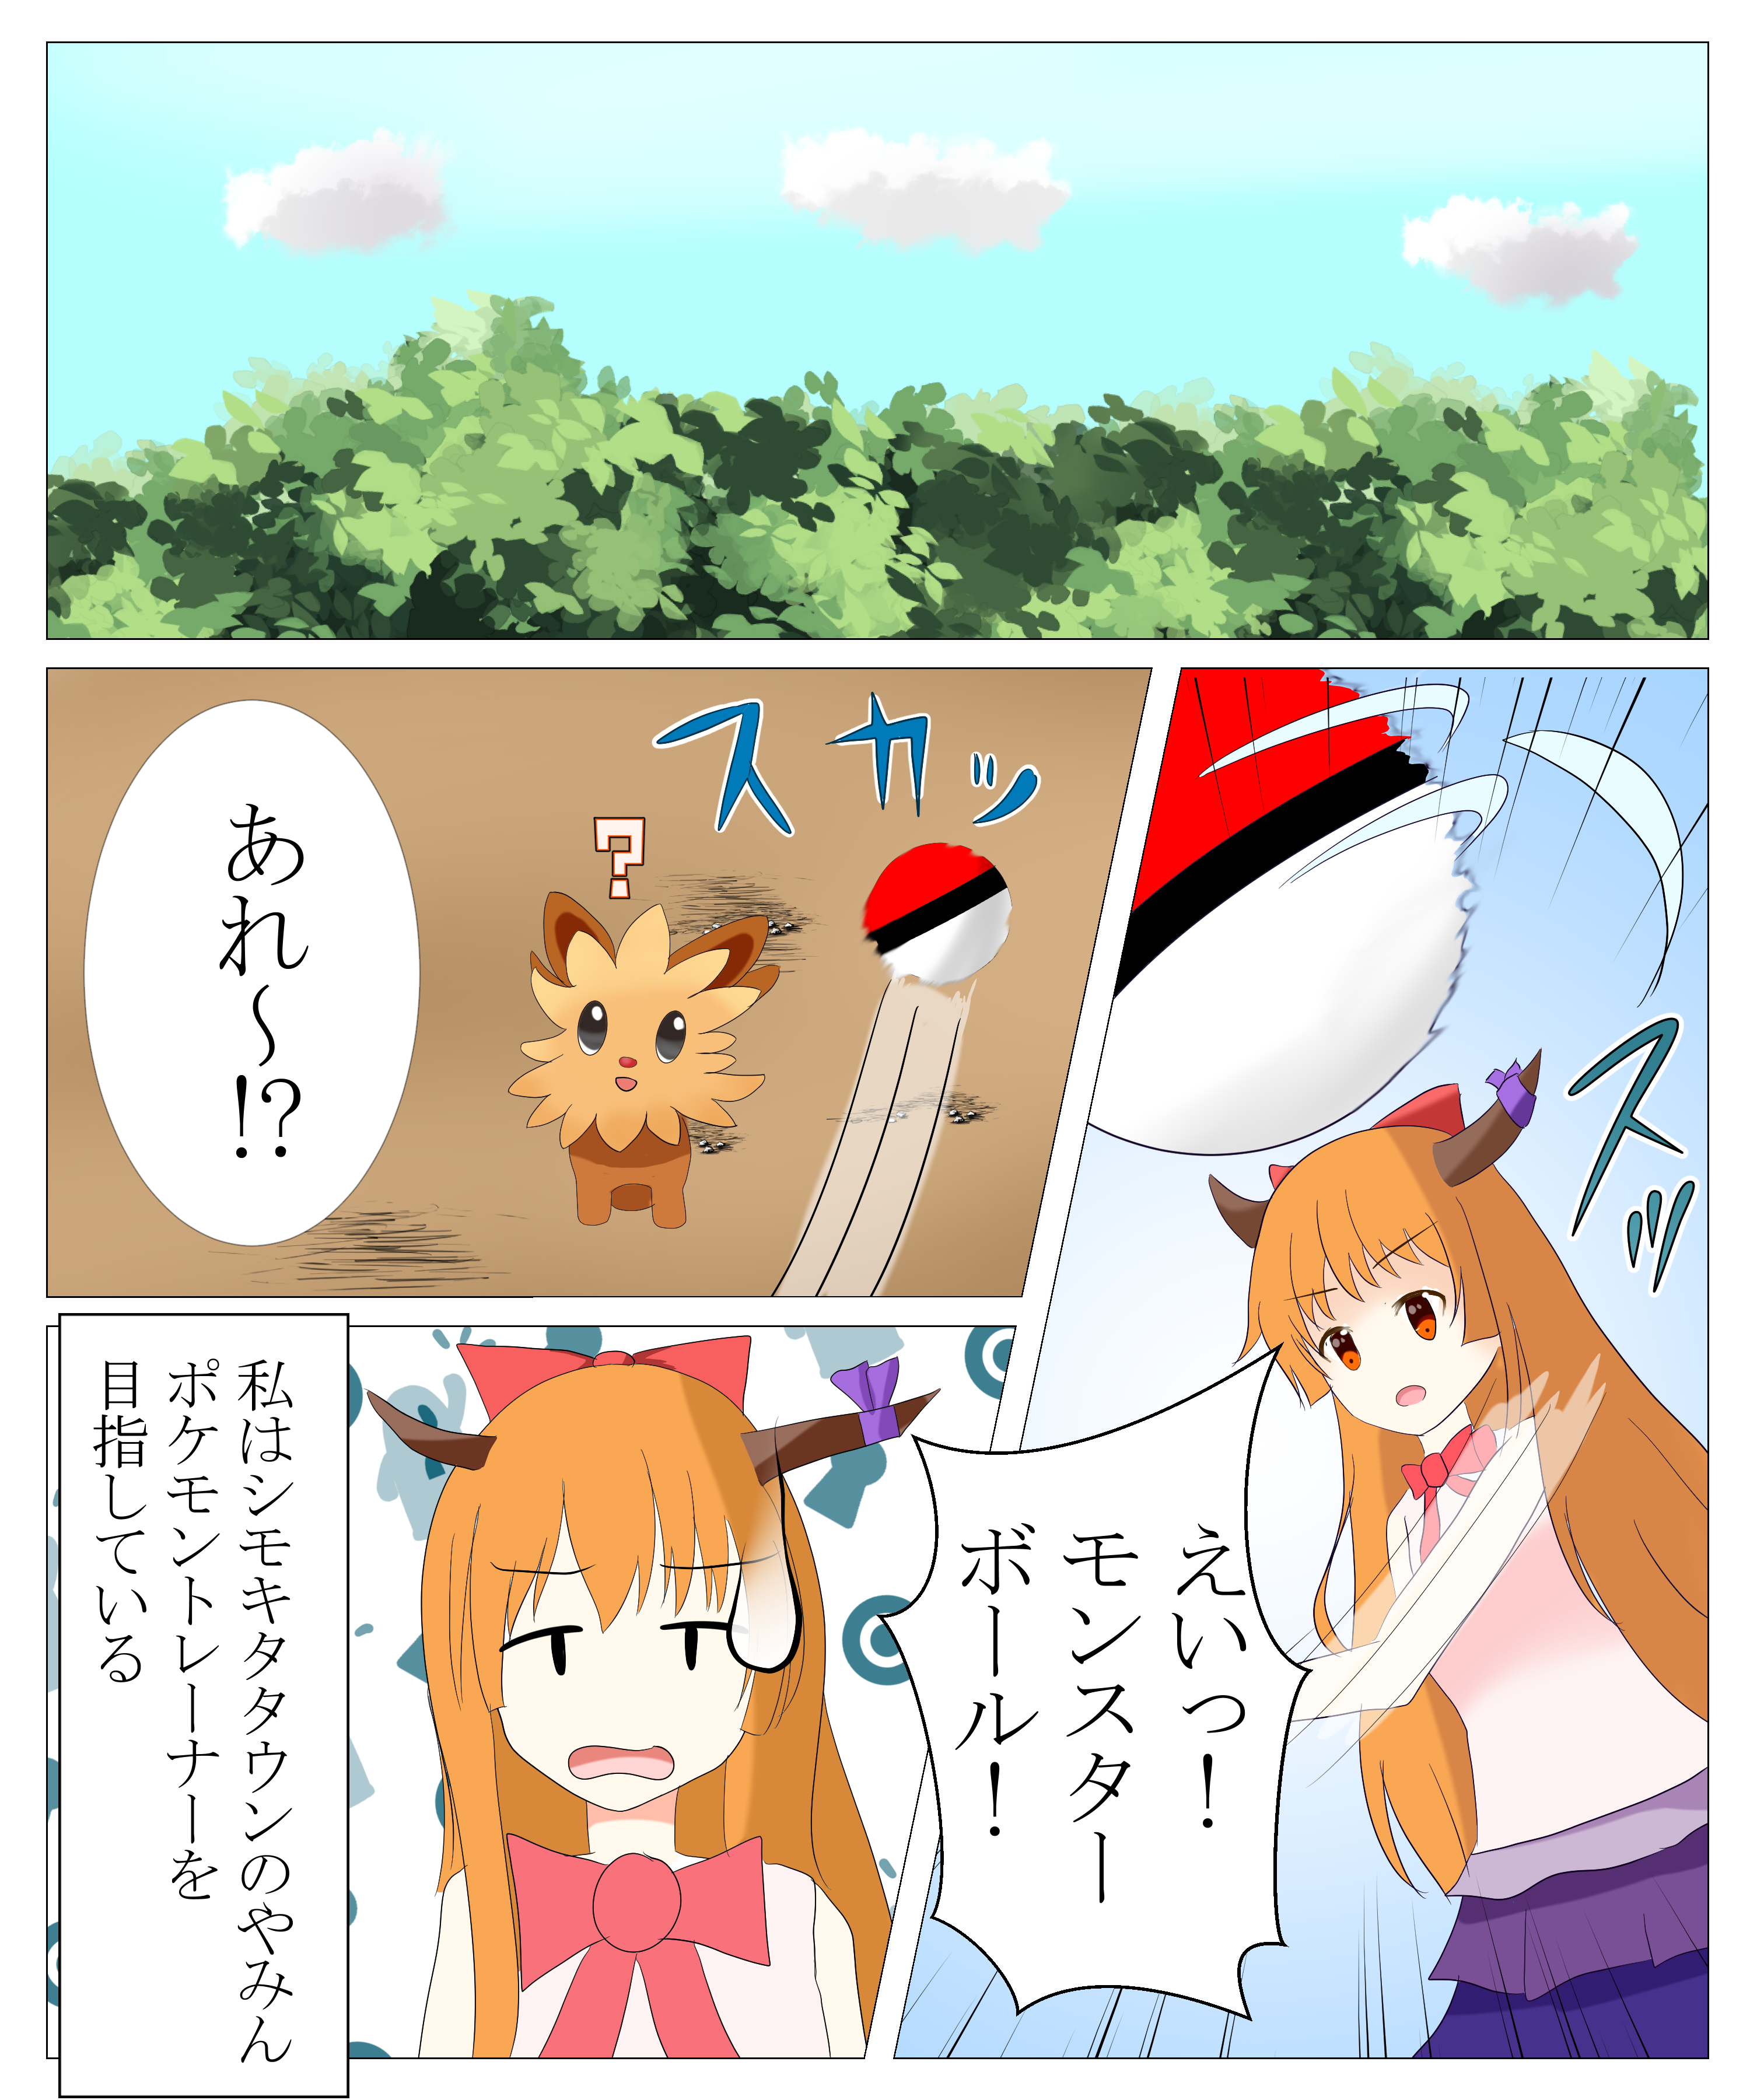 スッ
えいっ！
モンスター
ボール！
スカッ
?
あれ～!?
私はシモキタタウンのやみん
ポケモントレーナーを
目指している